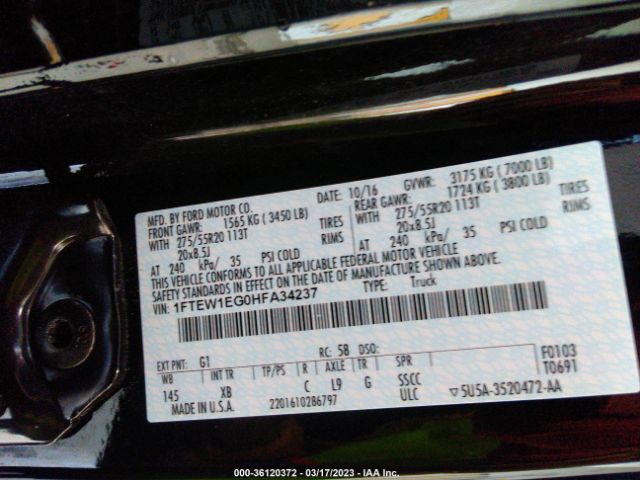 MFD. BY FORD MOTOR CO.
DATE: 10/16 GVWR: 3175 KG ( 7000 LB)
FRONT GAWR: 1565 KG ( 3450 LB) REAR GAWR: 1724 KG ( 3800 LB)
WITH 275/55R20 113T TIRES WITH 275/55R20 113T TIRES
20x8.5J RIMS 20x8.5J RIMS
AT 240 kPa/ 35 PSI COLD AT 240 kPa/ 35 PSI COLD
THIS VEHICLE CONFORMS TO ALL APPLICABLE FEDERAL MOTOR VEHICLE
SAFETY STANDARDS IN EFFECT ON THE DATE OF MANUFACTURE SHOWN ABOVE.
VIN: 1FTEW1EG0HFA34237
TYPE: Truck
F0103
T0691
EXT PNT: G1 RC: 58 DSO:
WB INT TR TP/PS R AXLE TR SPR
145 XB C L9 G SSCC
MADE IN U.S.A. 2201610286797 ULC ▽5U5A-3520472-AA
000-36120372 - 03/17/2023 - IAA Inc.